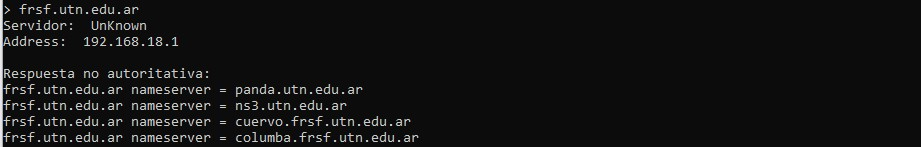 > frsf.utn.edu.ar
Servidor:  UnKnown
Address:  192.168.18.1

Respuesta no autoritativa:
frsf.utn.edu.ar nameserver = panda.utn.edu.ar
frsf.utn.edu.ar nameserver = ns3.utn.edu.ar
frsf.utn.edu.ar nameserver = cuervo.frsf.utn.edu.ar
frsf.utn.edu.ar nameserver = columba.frsf.utn.edu.ar